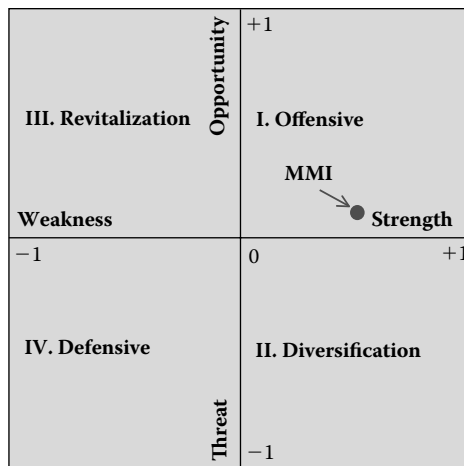 +1
Opportunity
III. Revitalization
I. Offensive
MMI
Weakness
Strength
−1
0
+1
IV. Defensive
II. Diversification
Threat
−1